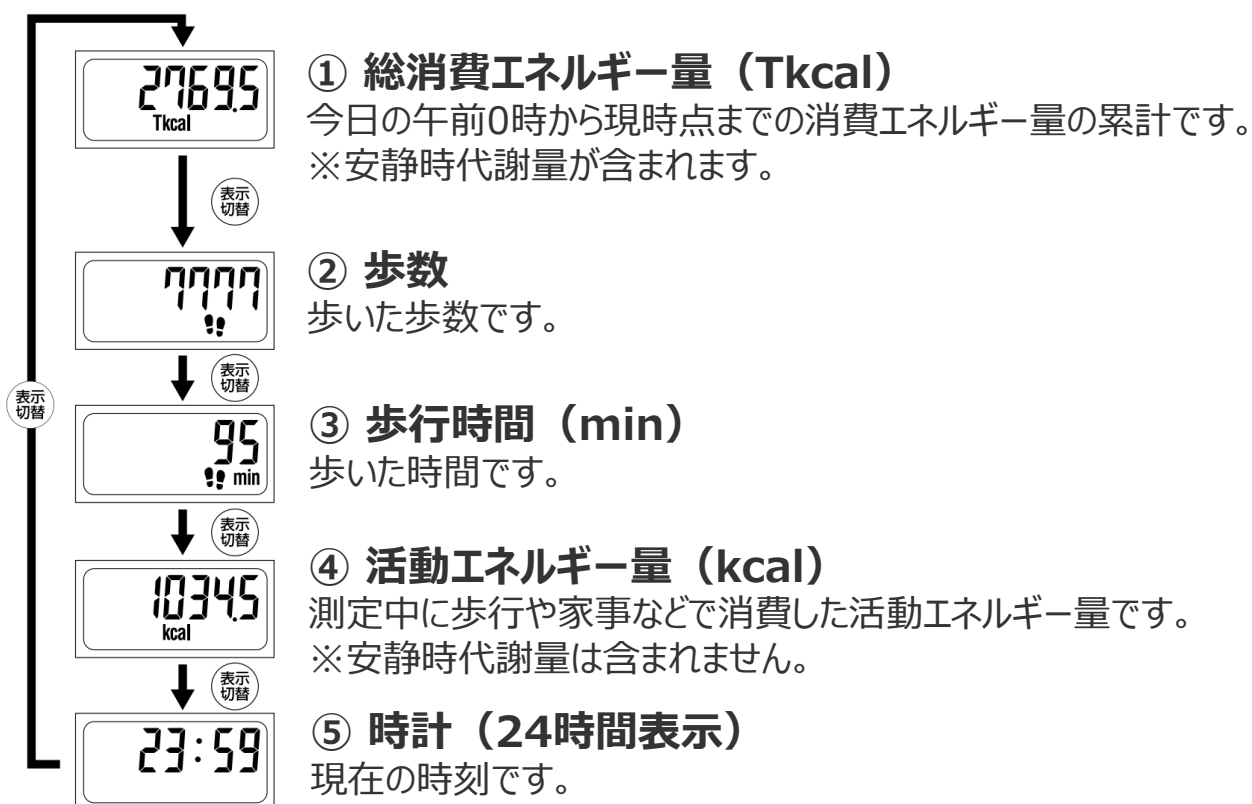 2769.5
Tkcal
① 総消費エネルギー量（Tkcal）
今日の午前0時から現時点までの消費エネルギー量の累計です。
※安静時代謝量が含まれます。
表示
切替
7777
② 歩数
歩いた歩数です。
表示
切替
表示
切替
95
min
③ 歩行時間（min）
歩いた時間です。
表示
切替
1034.5
kcal
④ 活動エネルギー量（kcal）
測定中に歩行や家事などで消費した活動エネルギー量です。
※安静時代謝量は含まれません。
表示
切替
23:59
⑤ 時計（24時間表示）
現在の時刻です。